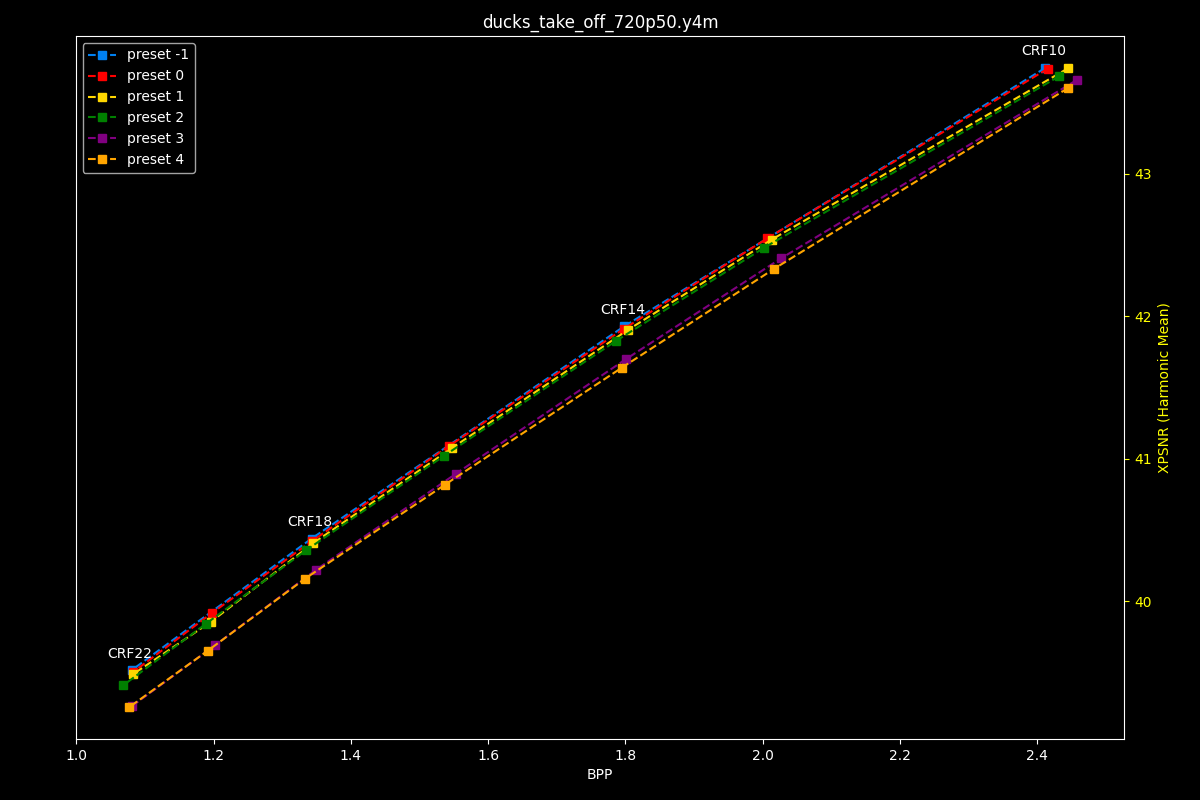 ducks_take_off_720p50.y4m
preset -1
preset 0
preset 1
preset 2
preset 3
preset 4
CRF10
CRF14
CRF18
CRF22
43
42
41
40
XPSNR (Harmonic Mean)
1.0 1.2 1.4 1.6 1.8 2.0 2.2 2.4
BPP